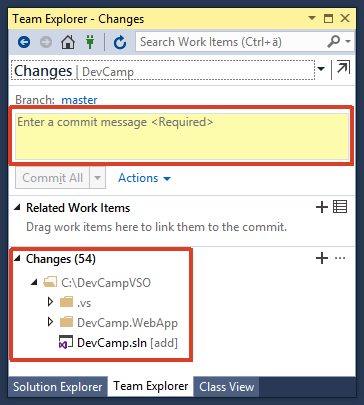 Team Explorer - Changes
Search Work Items (Ctrl+ä)
Changes | DevCamp
Branch: master
Enter a commit message <Required>
Commit All Actions
Related Work Items
Drag work items here to link them to the commit.
Changes (54)
C:\DevCampVSO
.vs
DevCamp.WebApp
DevCamp.sln [add]
Solution Explorer Team Explorer Class View